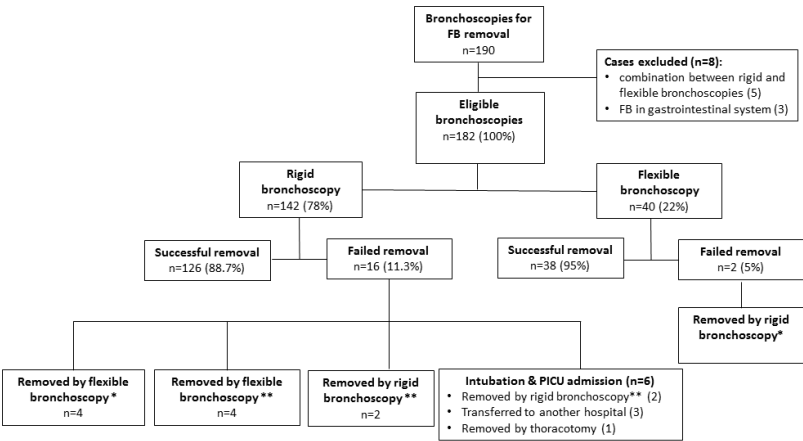 Bronchoscopies for
FB removal
n=190
Cases excluded (n=8):
• combination between rigid and
flexible bronchoscopies (5)
• FB in gastrointestinal system (3)
Eligible
bronchoscopies
n=182 (100%)
Rigid
bronchoscopy
n=142 (78%)
Flexible
bronchoscopy
n=40 (22%)
Successful removal
n=126 (88.7%)
Failed removal
n=16 (11.3%)
Successful removal
n=38 (95%)
Failed removal
n=2 (5%)
Removed by rigid
bronchoscopy*
Removed by flexible
bronchoscopy *
n=4
Removed by flexible
bronchoscopy **
n=4
Removed by rigid
bronchoscopy **
n=2
Intubation & PICU admission (n=6)
• Removed by rigid bronchoscopy** (2)
• Transferred to another hospital (3)
• Removed by thoracotomy (1)